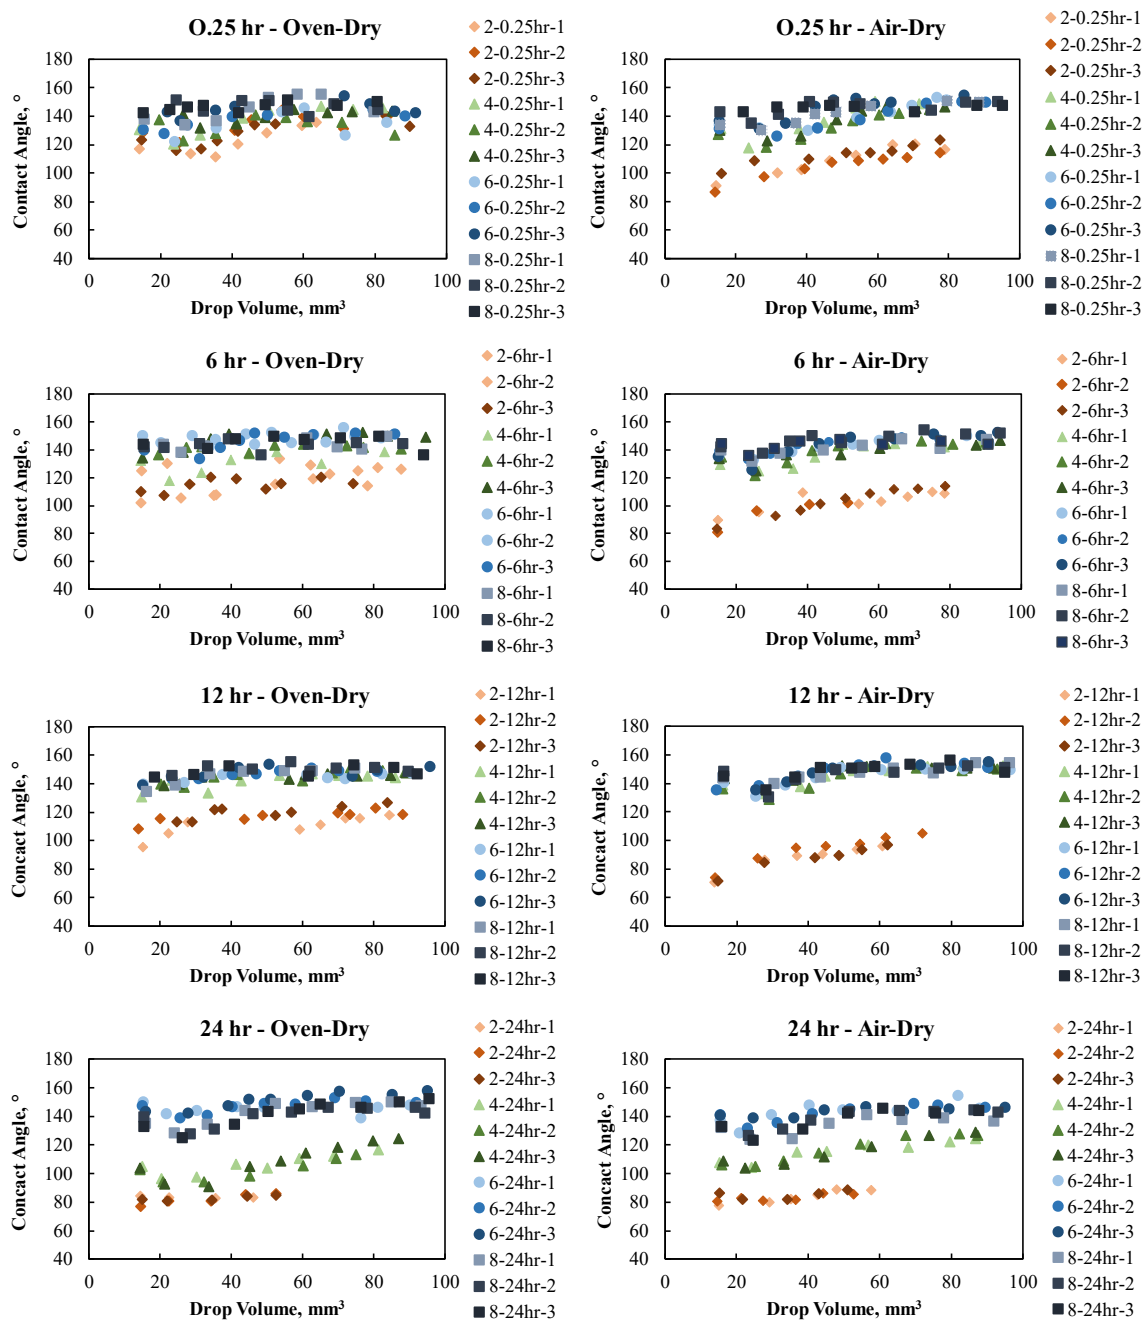 O.25 hr - Oven-Dry
Contact Angle, °
180
160
140
120
100
80
60
40
0
20
40
60
80
100
Drop Volume, mm³
2-0.25hr-1
2-0.25hr-2
2-0.25hr-3
4-0.25hr-1
4-0.25hr-2
4-0.25hr-3
6-0.25hr-1
6-0.25hr-2
6-0.25hr-3
8-0.25hr-1
8-0.25hr-2
8-0.25hr-3
0.25 hr - Air-Dry
Contact Angle, °
180
160
140
120
100
80
60
40
0
20
40
60
80
100
Drop Volume, mm³
2-0.25hr-1
2-0.25hr-2
2-0.25hr-3
4-0.25hr-1
4-0.25hr-2
4-0.25hr-3
6-0.25hr-1
6-0.25hr-2
6-0.25hr-3
8-0.25hr-1
8-0.25hr-2
8-0.25hr-3
6 hr - Oven-Dry
Contact Angle, °
180
160
140
120
100
80
60
40
0
20
40
60
80
100
Drop Volume, mm³
2-6hr-1
2-6hr-2
2-6hr-3
4-6hr-1
4-6hr-2
4-6hr-3
6-6hr-1
6-6hr-2
6-6hr-3
8-6hr-1
8-6hr-2
8-6hr-3
6 hr - Air-Dry
Contact Angle, °
180
160
140
120
100
80
60
40
0
20
40
60
80
100
Drop Volume, mm³
2-6hr-1
2-6hr-2
2-6hr-3
4-6hr-1
4-6hr-2
4-6hr-3
6-6hr-1
6-6hr-2
6-6hr-3
8-6hr-1
8-6hr-2
8-6hr-3
12 hr - Oven-Dry
Concact Angle, °
180
160
140
120
100
80
60
40
0
20
40
60
80
100
Drop Volume, mm³
2-12hr-1
2-12hr-2
2-12hr-3
4-12hr-1
4-12hr-2
4-12hr-3
6-12hr-1
6-12hr-2
6-12hr-3
8-12hr-1
8-12hr-2
8-12hr-3
12 hr - Air-Dry
Concact Angle, °
180
160
140
120
100
80
60
40
0
20
40
60
80
100
Drop Volume, mm³
2-12hr-1
2-12hr-2
2-12hr-3
4-12hr-1
4-12hr-2
4-12hr-3
6-12hr-1
6-12hr-2
6-12hr-3
8-12hr-1
8-12hr-2
8-12hr-3
24 hr - Oven-Dry
Concact Angle, °
180
160
140
120
100
80
60
40
0
20
40
60
80
100
Drop Volume, mm³
2-24hr-1
2-24hr-2
2-24hr-3
4-24hr-1
4-24hr-2
4-24hr-3
6-24hr-1
6-24hr-2
6-24hr-3
8-24hr-1
8-24hr-2
8-24hr-3
24 hr - Air-Dry
Concact Angle, °
180
160
140
120
100
80
60
40
0
20
40
60
80
100
Drop Volume, mm³
2-24hr-1
2-24hr-2
2-24hr-3
4-24hr-1
4-24hr-2
4-24hr-3
6-24hr-1
6-24hr-2
6-24hr-3
8-24hr-1
8-24hr-2
8-24hr-3